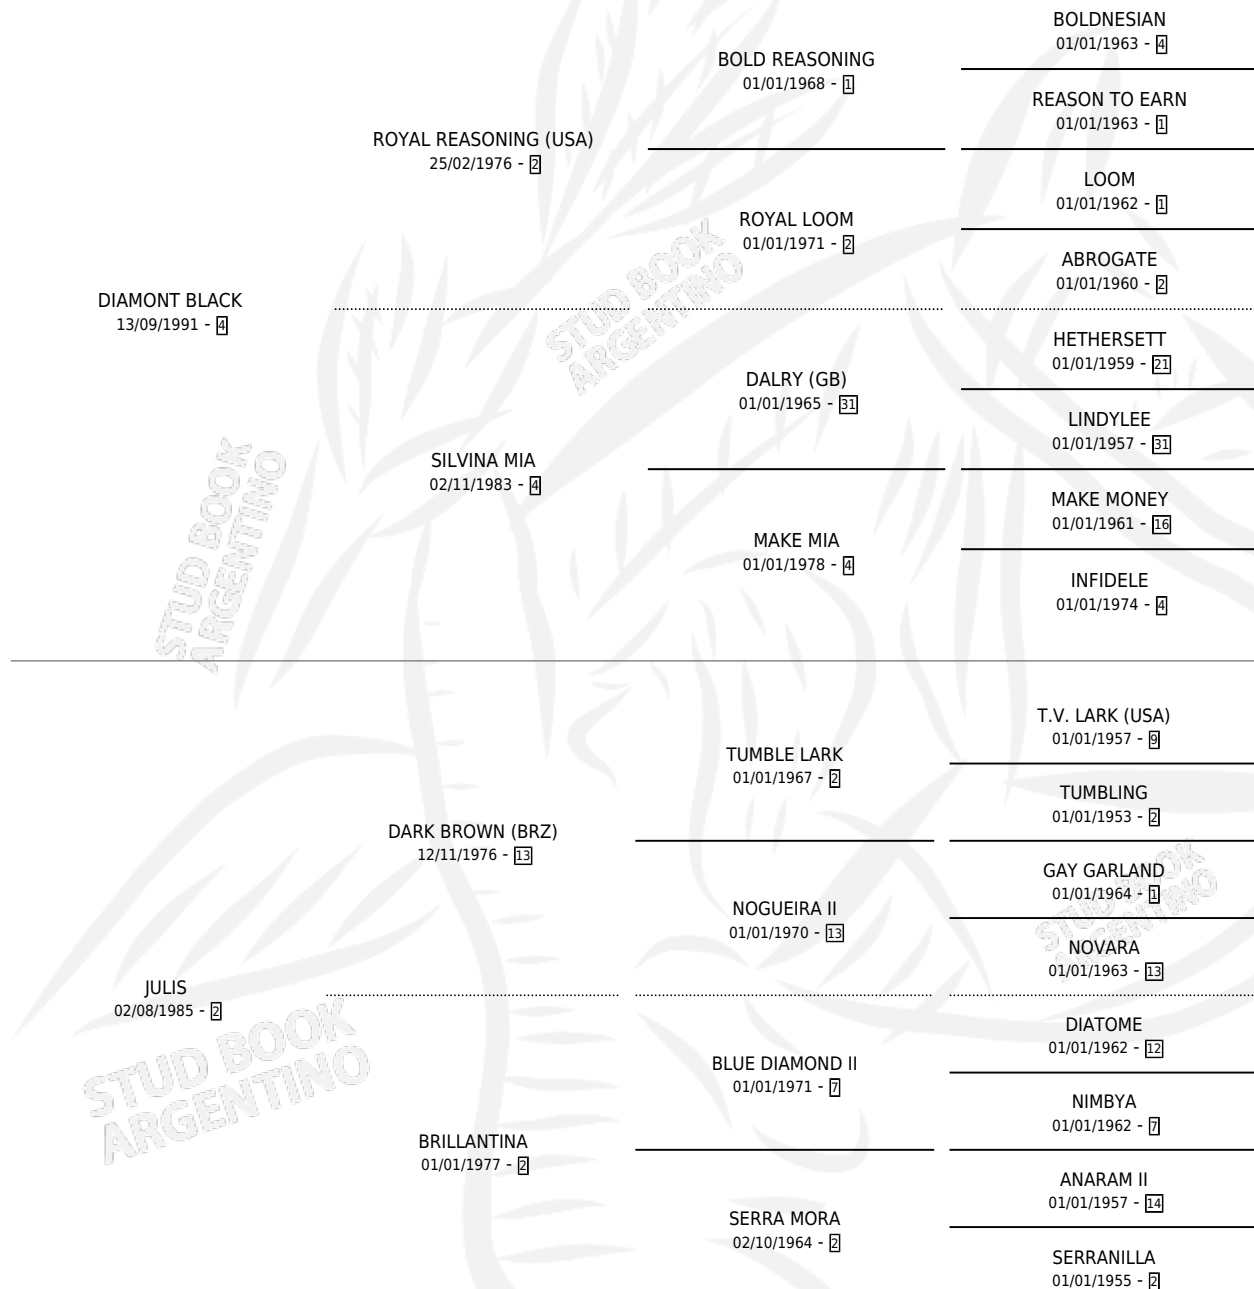 BOLDNESIAN
01/01/1963 - 4
BOLD REASONING
01/01/1968 - 1
REASON TO EARN
01/01/1963 - 1
ROYAL REASONING (USA)
25/02/1976 - 2
LOOM
01/01/1962 - 1
ROYAL LOOM
01/01/1971 - 2
ABROGATE
01/01/1960 - 2
DIAMONT BLACK
13/09/1991 - 4
HETHERSETT
01/01/1959 - 21
DALRY (GB)
01/01/1965 - 31
LINDYLEE
01/01/1957 - 31
SILVINA MIA
02/11/1983 - 4
MAKE MONEY
01/01/1961 - 16
MAKE MIA
01/01/1978 - 4
INFIDELE
01/01/1974 - 4
T.V. LARK (USA)
01/01/1957 - 9
TUMBLE LARK
01/01/1967 - 2
TUMBLING
01/01/1953 - 2
DARK BROWN (BRZ)
12/11/1976 - 13
GAY GARLAND
01/01/1964 - 1
NOGUEIRA II
01/01/1970 - 13
NOVARA
01/01/1963 - 13
JULIS
02/08/1985 - 2
DIATOME
01/01/1962 - 12
BLUE DIAMOND II
01/01/1971 - 7
NIMBYA
01/01/1962 - 7
BRILLANTINA
01/01/1977 - 2
ANARAM II
01/01/1957 - 14
SERRA MORA
02/10/1964 - 2
SERRANILLA
01/01/1955 - 2
STUD BOOK
ARGENTINO
STUD BOOK
ARGENTINO
STUD BOOK
ARGENTINO
STUD BOOK
ARGENTINO